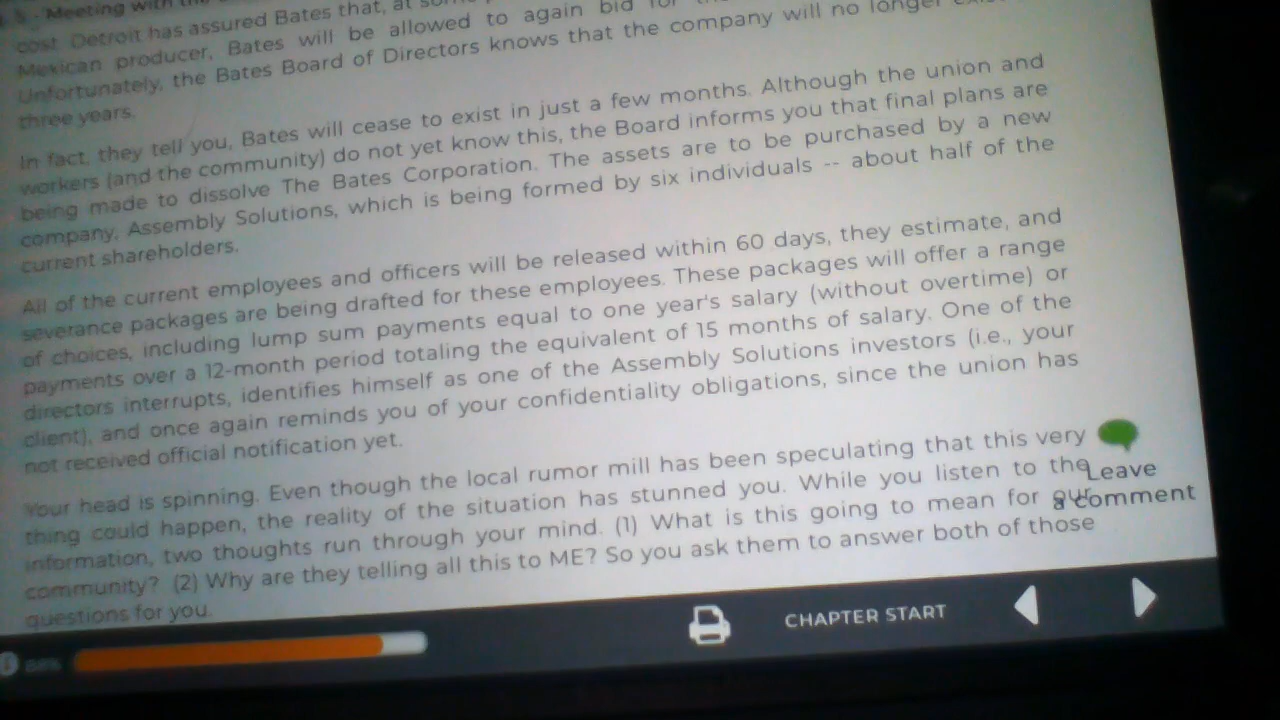 - Meeting with the
cost. Detroit has assured Bates that, at
Mexican producer, Bates will be allowed to again bid for
Unfortunately, the Bates Board of Directors knows that the company will no longer
three years.
In fact, they tell you, Bates will cease to exist in just a few months. Although the union and
workers (and the community) do not yet know this, the Board informs you that final plans are
being made to dissolve The Bates Corporation. The assets are to be purchased by a new
company, Assembly Solutions, which is being formed by six individuals -- about half of the
current shareholders.
All of the current employees and officers will be released within 60 days, they estimate, and
severance packages are being drafted for these employees. These packages will offer a range
of choices, including lump sum payments equal to one year's salary (without overtime) or
payments over a 12-month period totaling the equivalent of 15 months of salary. One of the
directors interrupts, identifies himself as one of the Assembly Solutions investors (i.e., your
client), and once again reminds you of your confidentiality obligations, since the union has
not received official notification yet.
Your head is spinning. Even though the local rumor mill has been speculating that this very
thing could happen, the reality of the situation has stunned you. While you listen to the
information, two thoughts run through your mind. (1) What is this going to mean for our
community? (2) Why are they telling all this to ME? So you ask them to answer both of those
questions for you.
Leave
a comment
CHAPTER START